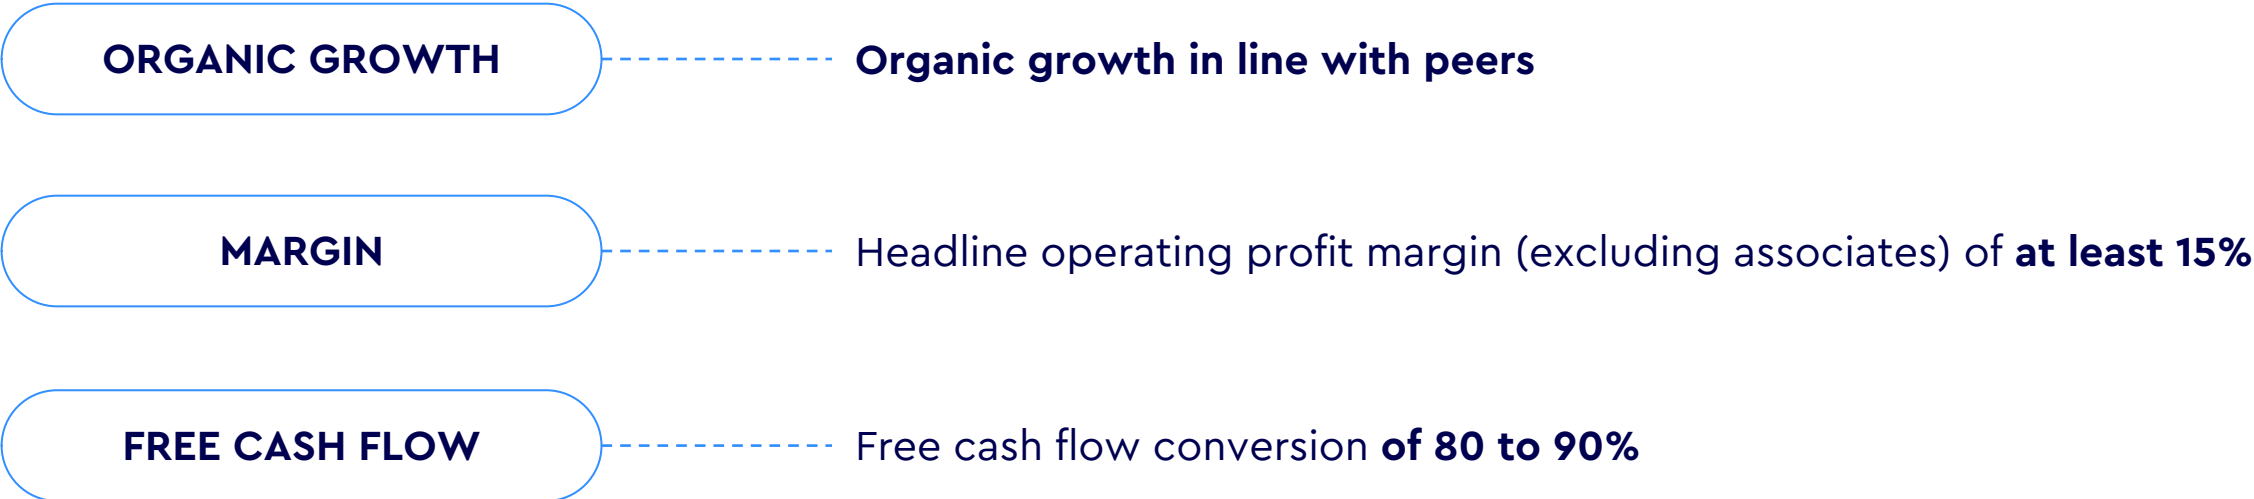 ORGANIC GROWTH Organic growth in line with peers
MARGIN Headline operating profit margin (excluding associates) of at least 15%
FREE CASH FLOW Free cash flow conversion of 80 to 90%